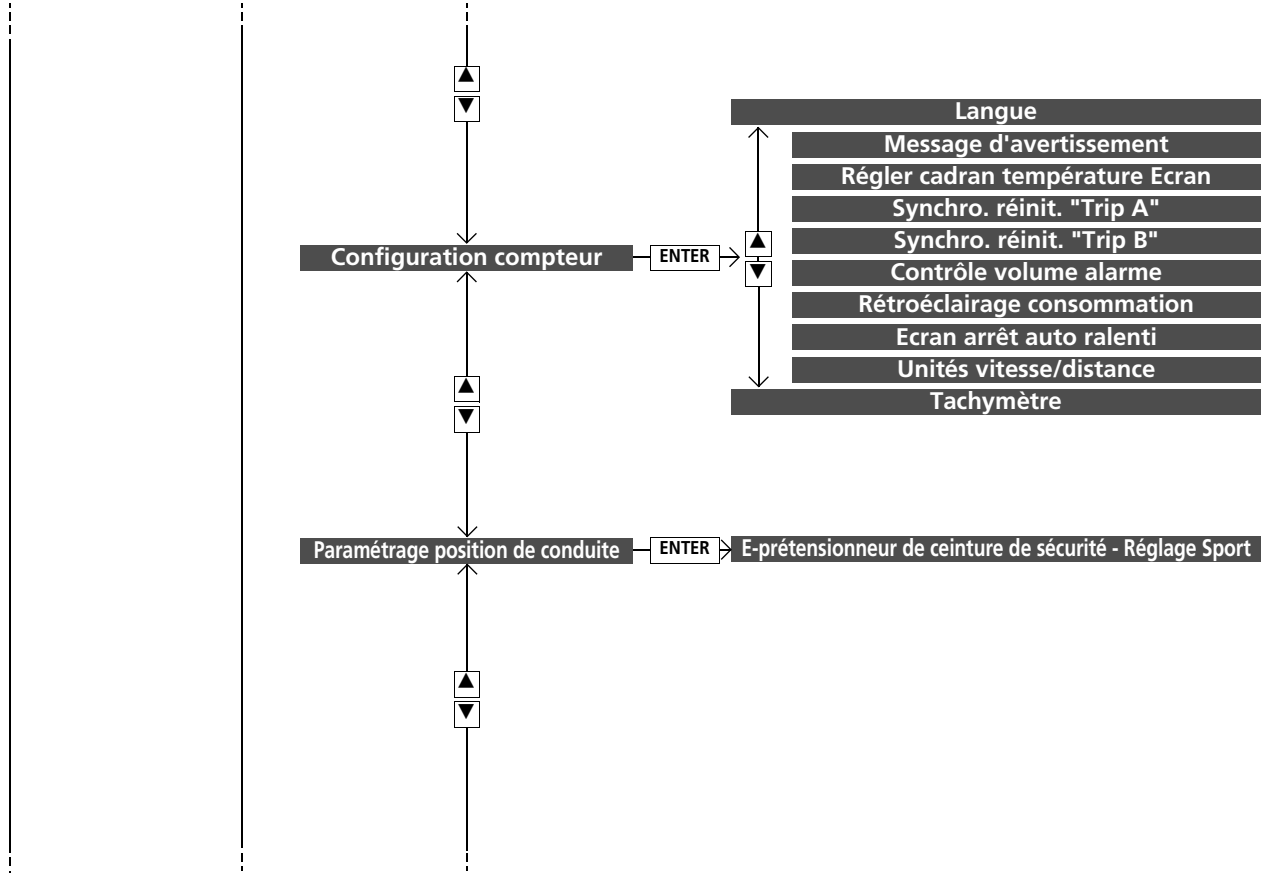 ▲
▼
Langue
Message d'avertissement
Régler cadran température Ecran
Synchro. réinit. "Trip A"
Synchro. réinit. "Trip B"
Configuration compteur
ENTER
▲
▼
Contrôle volume alarme
Rétroéclairage consommation
Ecran arrêt auto ralenti
Unités vitesse/distance
Tachymètre
▲
▼
Paramétrage position de conduite
ENTER
E-prétensionneur de ceinture de sécurité - Réglage Sport
▲
▼